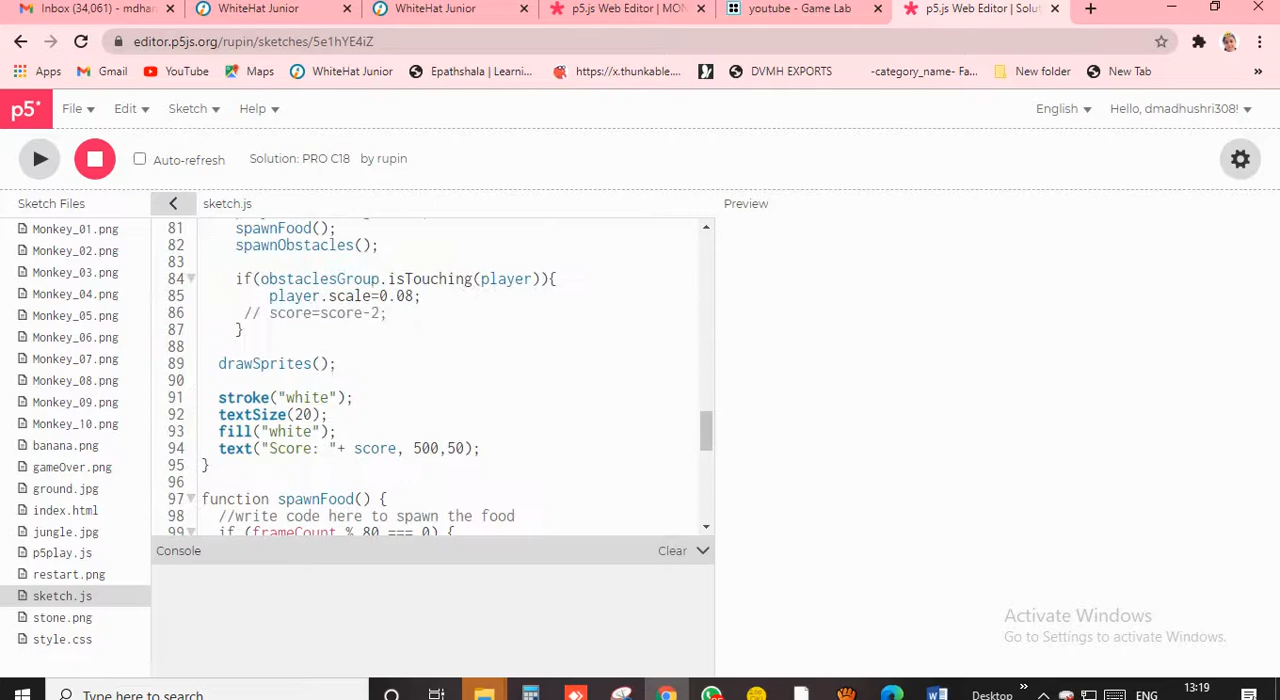 Inbox (34,061) - mdhan
WhiteHat Junior
WhiteHat Junior
p5.js Web Editor | MON
youtube - Game Lab
p5.js Web Editor | Solut
editor.p5js.org/rupin/sketches/5e1hYE4iZ
Apps Gmail YouTube Maps WhiteHat Junior Epathshala | Learni... https://x.thunkable.... DVMH EXPORTS -category_name- Fa... New folder New Tab »
p5* File Edit Sketch Help English Hello, dmadhushri308!
Auto-refresh Solution: PRO C18 by rupin
Sketch Files sketch.js Preview
Monkey_01.png
Monkey_02.png
Monkey_03.png
Monkey_04.png
Monkey_05.png
Monkey_06.png
Monkey_07.png
Monkey_08.png
Monkey_09.png
Monkey_10.png
banana.png
gameOver.png
ground.jpg
index.html
jungle.jpg
p5play.js
restart.png
sketch.js
stone.png
style.css
81 spawnFood();
82 spawnObstacles();
83
84 if(obstaclesGroup.isTouching(player)){
85 player.scale=0.08;
86 // score=score-2;
87 }
88
89 drawSprites();
90
91 stroke("white");
92 textSize(20);
93 fill("white");
94 text("Score: "+ score, 500,50);
95 }
96
97 function spawnFood() {
98 //write code here to spawn the food
99 if (frameCount % 80 === 0) {
Console Clear
Activate Windows
Go to Settings to activate Windows.
Type here to search
Desktop » ENG 13:19